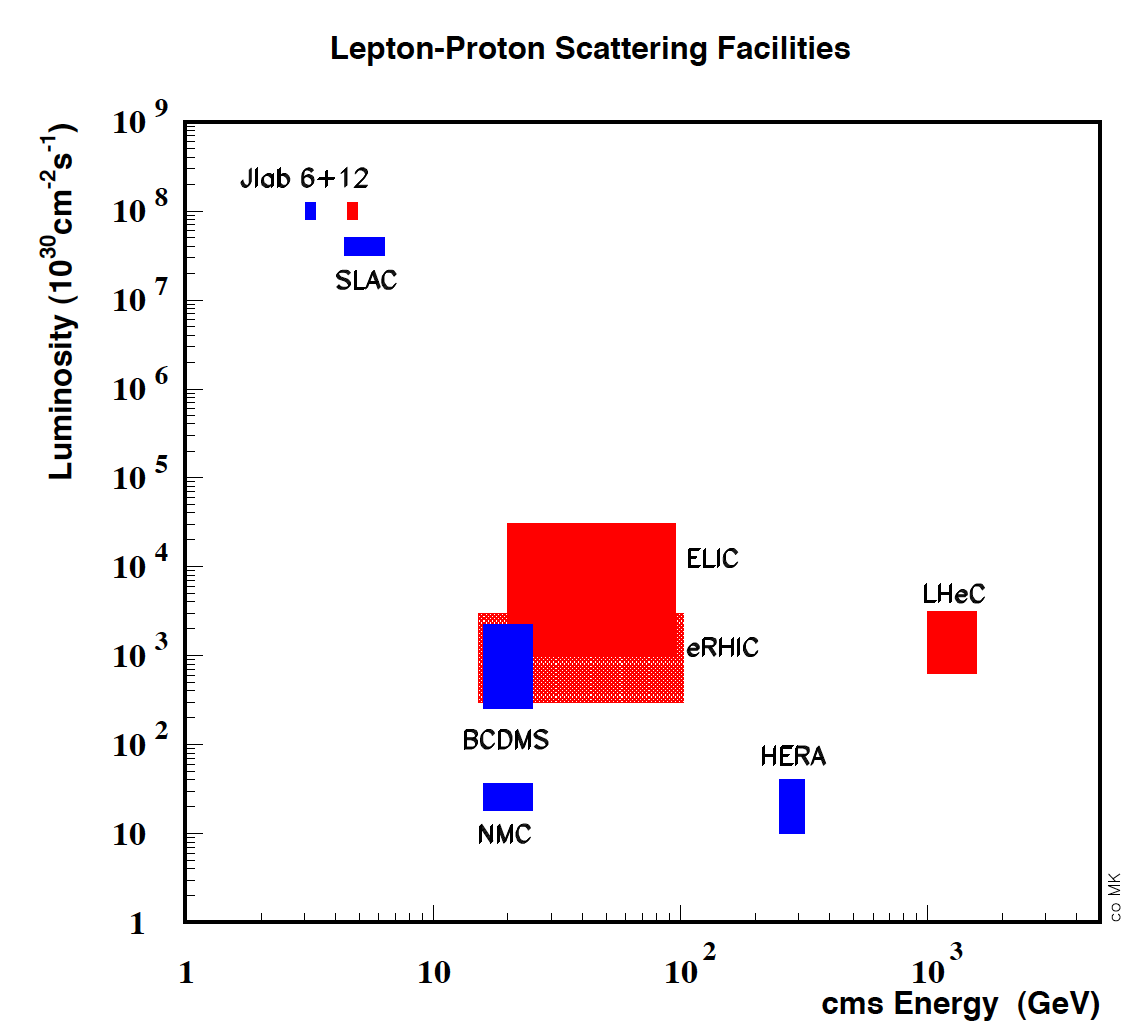 Lepton-Proton Scattering Facilities
Luminosity (10^30cm^-2s^-1)
10^9
10^8
10^7
10^6
10^5
10^4
10^3
10^2
10
1
Jlab 6+12
SLAC
ELIC
LHeC
eRHIC
BCDMS
HERA
NMC
1
10
10^2
10^3
cms Energy (GeV)
CO MK